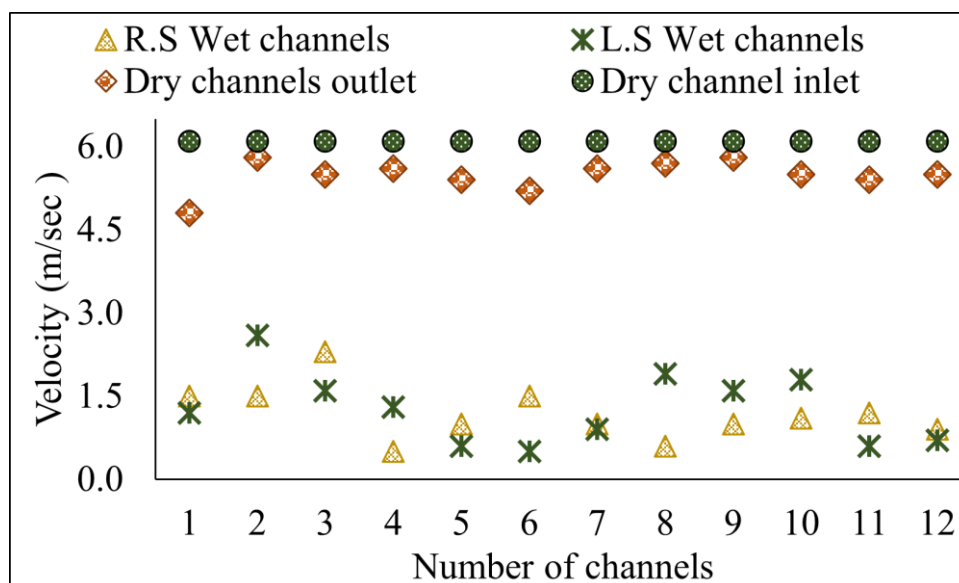 R.S Wet channels
L.S Wet channels
Dry channels outlet
Dry channel inlet
6.0
4.5
3.0
1.5
0.0
Velocity (m/sec )
1 2 3 4 5 6 7 8 9 10 11 12
Number of channels